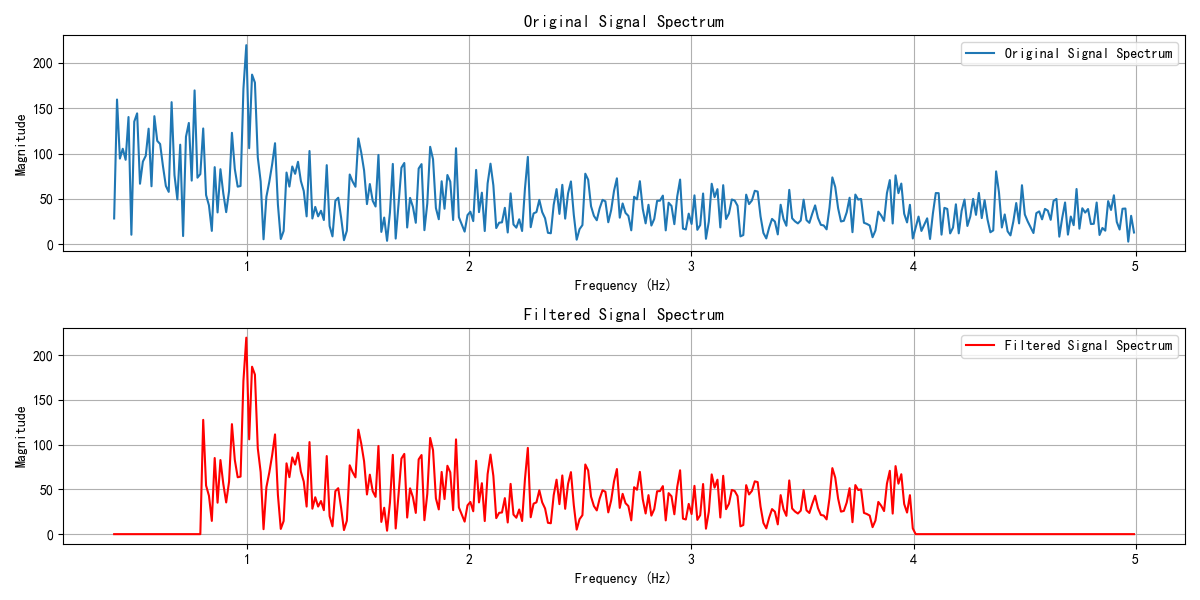 Original Signal Spectrum
Original Signal Spectrum
200
150
100
50
0
Magnitude
1
2
3
4
5
Frequency (Hz)
Filtered Signal Spectrum
Filtered Signal Spectrum
200
150
100
50
0
Magnitude
1
2
3
4
5
Frequency (Hz)